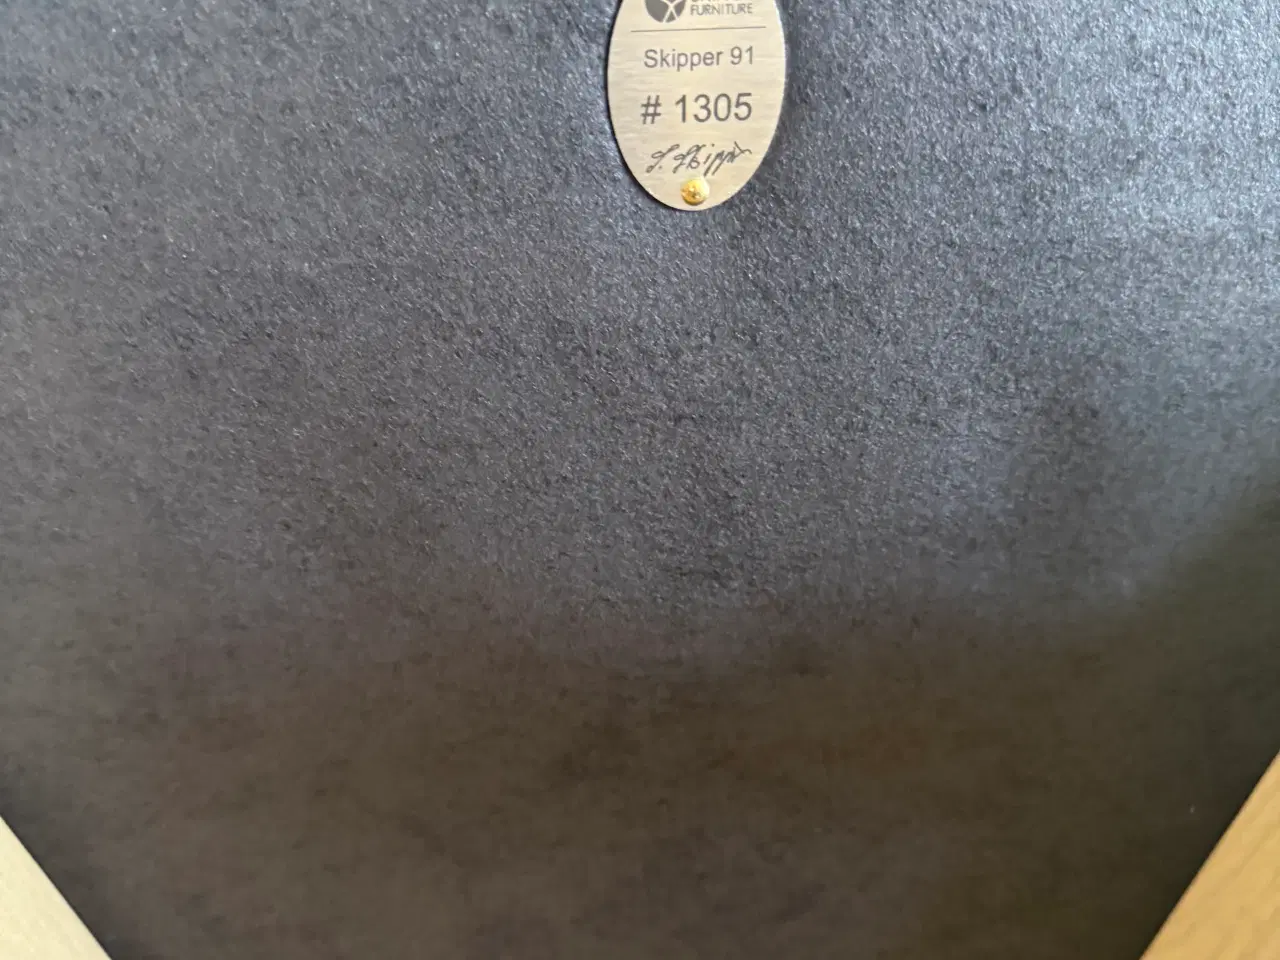 FURNITURE
Skipper 91
# 1305